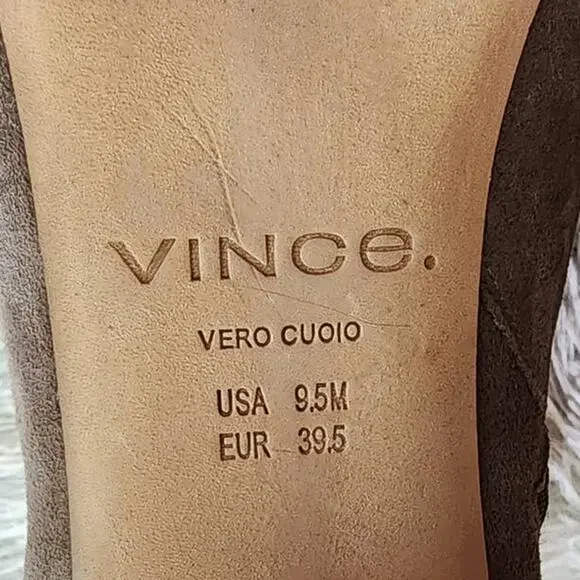 VINCe.
VERO CUOIO
USA 9.5M
EUR 39.5